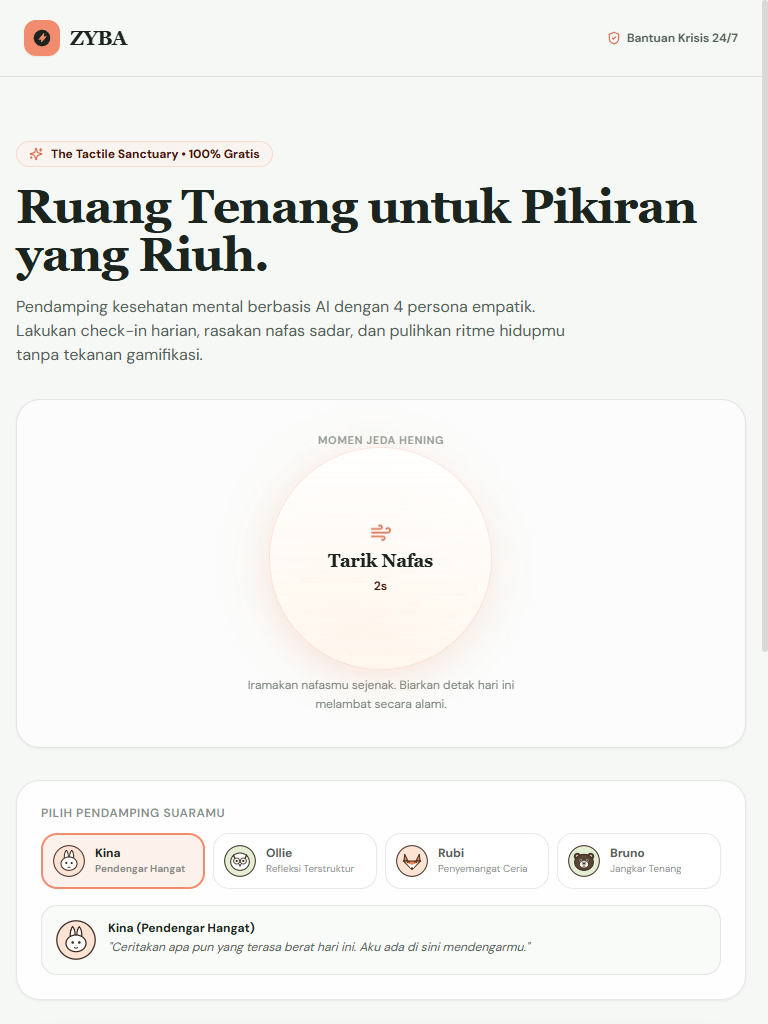 ZYBA
Bantuan Krisis 24/7
The Tactile Sanctuary • 100% Gratis
Ruang Tenang untuk Pikiran
yang Riuh.
Pendamping kesehatan mental berbasis AI dengan 4 persona empatik.
Lakukan check-in harian, rasakan nafas sadar, dan pulihkan ritme hidupmu
tanpa tekanan gamifikasi.
MOMEN JEDA HENING
Tarik Nafas
2s
Iramakan nafasmu sejenak. Biarkan detak hari ini
melambat secara alami.
PILIH PENDAMPING SUARAMU
Kina
Pendengar Hangat
Ollie
Refleksi Terstruktur
Rubi
Penyemangat Ceria
Bruno
Jangkar Tenang
Kina (Pendengar Hangat)
"Ceritakan apa pun yang terasa berat hari ini. Aku ada di sini mendengarmu."